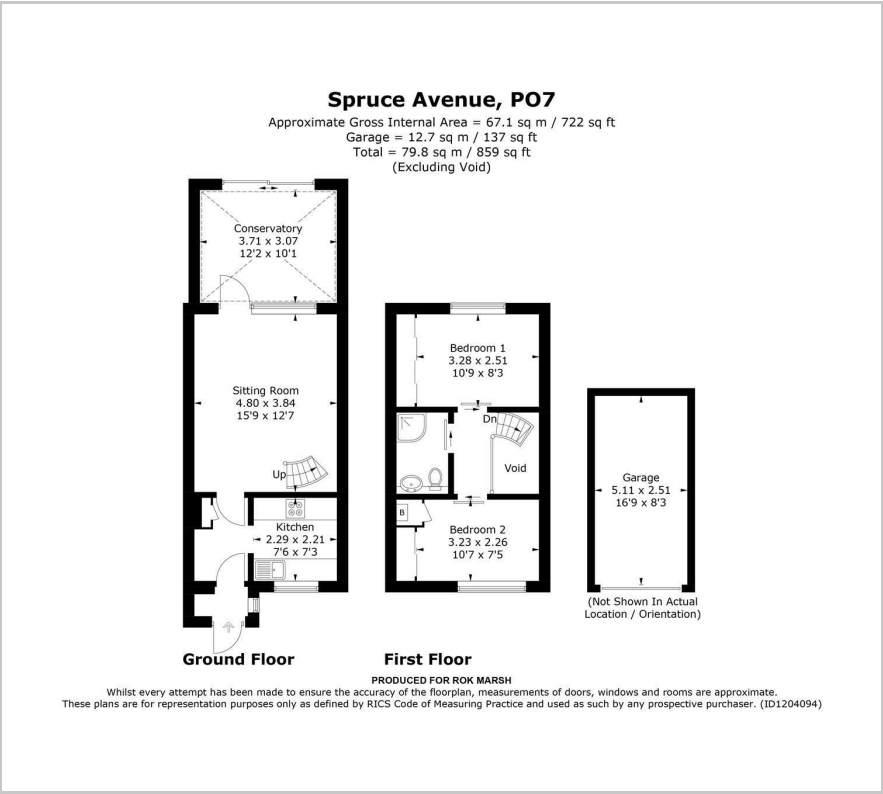 Spruce Avenue, PO7
Approximate Gross Internal Area = 67.1 sq m / 722 sq ft
Garage = 12.7 sq m / 137 sq ft
Total = 79.8 sq m / 859 sq ft
(Excluding Void)
Conservatory
3.71 x 3.07
12'2 x 10'1
Sitting Room
4.80 x 3.84
15'9 x 12'7
Up
Kitchen
2.29 x 2.21
7'6 x 7'3
Ground Floor
Bedroom 1
3.28 x 2.51
10'9 x 8'3
Dn
Void
B
Bedroom 2
3.23 x 2.26
10'7 x 7'5
First Floor
Garage
5.11 x 2.51
16'9 x 8'3
(Not Shown In Actual
Location / Orientation)
PRODUCED FOR ROK MARSH
Whilst every attempt has been made to ensure the accuracy of the floorplan, measurements of doors, windows and rooms are approximate.
These plans are for representation purposes only as defined by RICS Code of Measuring Practice and used as such by any prospective purchaser. (ID1204094)